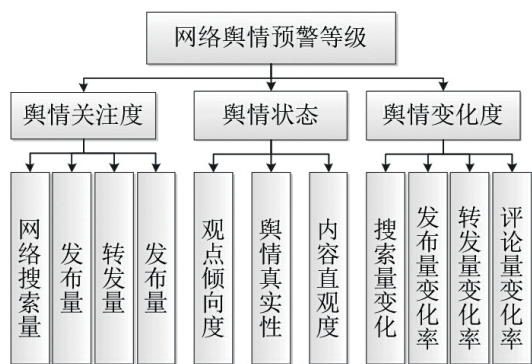 网络舆情预警等级
舆情关注度
舆情状态
舆情变化度
网络搜索量
发布量
转发量
发布量
观点倾向度
舆情真实性
内容直观度
搜索量变化
发布量变化率
转发量变化率
评论量变化率